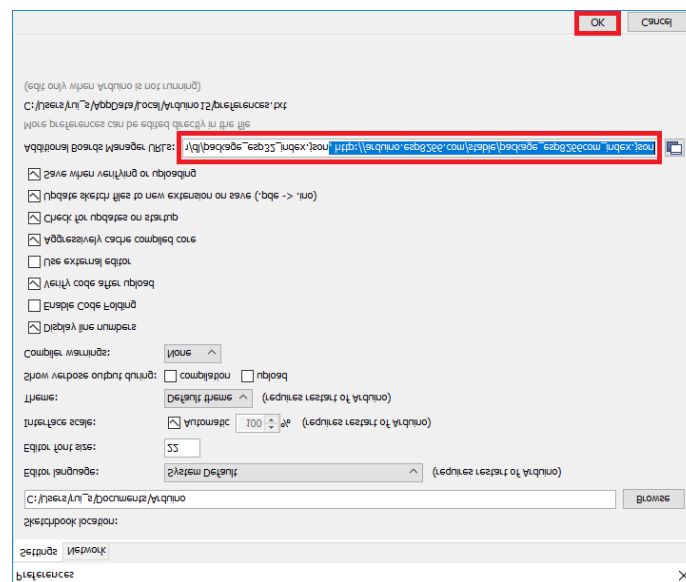 Preferences
Settings Network
Sketchbook location:
C:\Users\rui_s\Documents\Arduino Browse
Editor language: System Default (requires restart of Arduino)
Editor font size: 22
Interface scale: Automatic 100 % (requires restart of Arduino)
Theme: Default theme (requires restart of Arduino)
Show verbose output during: compilation upload
Compiler warnings: None
Display line numbers
Enable Code Folding
Verify code after upload
Use external editor
Aggressively cache compiled core
Check for updates on startup
Update sketch files to new extension on save (.pde -> .ino)
Save when verifying or uploading
Additional Boards Manager URLs: /dl/package_esp32_index.json, http://arduino.esp8266.com/stable/package_esp8266com_index.json
More preferences can be edited directly in the file
C:\Users\rui_s\AppData\Local\Arduino15\preferences.txt
(edit only when Arduino is not running)
OK Cancel